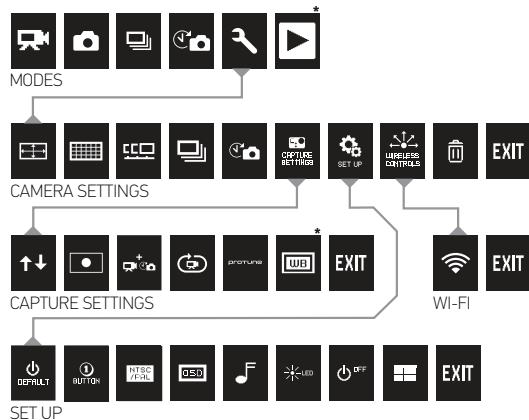 *
MODES
CAPTURE
SETTINGS
SET UP
WIRELESS
CONTROLS
EXIT
CAMERA SETTINGS
*
PROTUNE
WB
EXIT
EXIT
CAPTURE SETTINGS
WI-FI
DEFAULT
1
BUTTON
NTSC
/PAL
OSD
LED
OFF
EXIT
SET UP